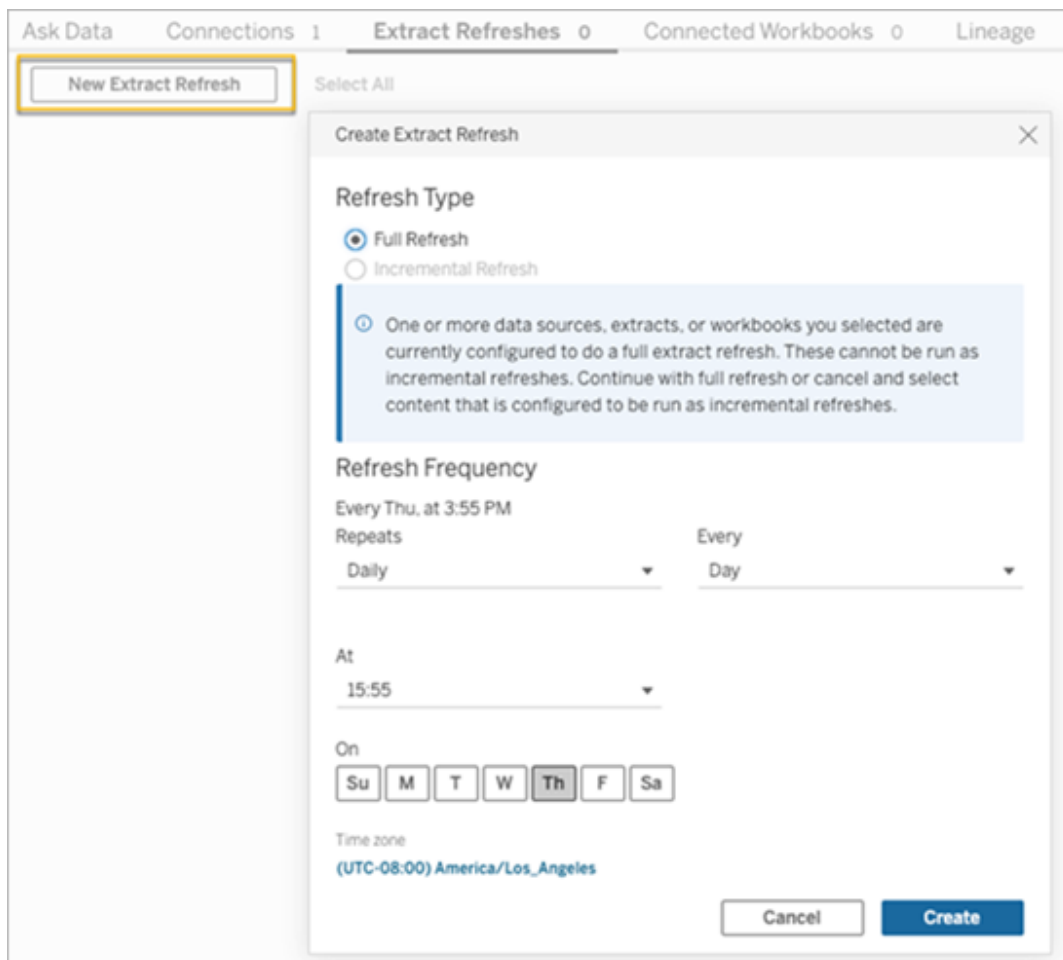 Ask Data Connections 1 Extract Refreshes 0 Connected Workbooks 0 Lineage
New Extract Refresh Select All
Create Extract Refresh
Refresh Type
Full Refresh
Incremental Refresh
One or more data sources, extracts, or workbooks you selected are
currently configured to do a full extract refresh. These cannot be run as
incremental refreshes. Continue with full refresh or cancel and select
content that is configured to be run as incremental refreshes.
Refresh Frequency
Every Thu, at 3:55 PM
Repeats Every
Daily Day
At
15:55
On
Su M T W Th F Sa
Time zone
(UTC-08:00) America/Los_Angeles
Cancel Create